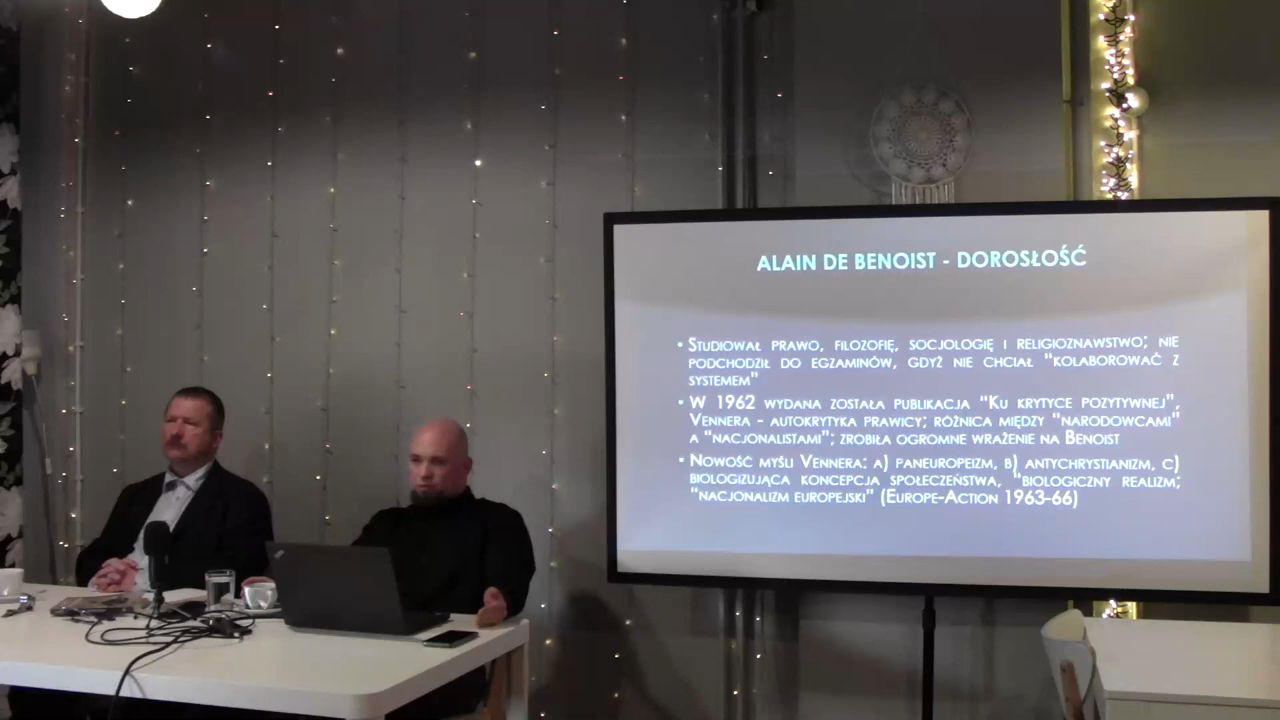 ALAIN DE BENOIST - DOROSŁOŚĆ
• STUDIOWAŁ PRAWO, FILOZOFIĘ, SOCJOLOGIĘ I RELIGIOZNAWSTWO; NIE
PODCHODZIŁ DO EGZAMINÓW, GDYŻ NIE CHCIAŁ "KOLABOROWAĆ Z
SYSTEMEM"
• W 1962 WYDANA ZOSTAŁA PUBLIKACJA "KU KRYTYCE POZYTYWNEJ",
VENNERA - AUTOKRYTYKA PRAWICY; RÓŻNICA MIĘDZY "NARODOWCAMI"
A "NACJONALISTAMI"; ZROBIŁA OGROMNE WRAŻENIE NA BENOIST
• NOWOŚĆ MYŚLI VENNERA: A) PANEUROPEIZM, B) ANTYCHRYSTIANIZM, C)
BIOLOGIZUJĄCA KONCEPCJA SPOŁECZEŃSTWA, "BIOLOGICZNY REALIZM;
"NACJONALIZM EUROPEJSKI" (EUROPE-ACTION 1963-66)